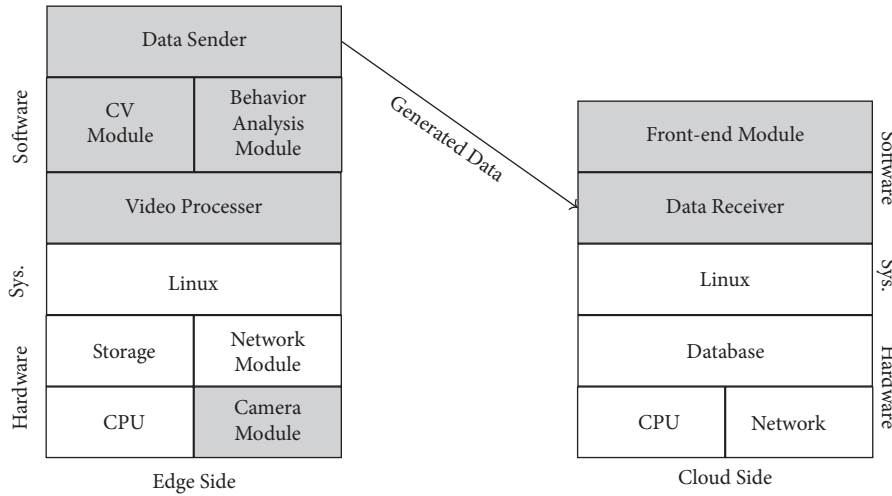 Data Sender
CV
Module
Behavior
Analysis
Module
Video Processer
Linux
Storage
Network
Module
CPU
Camera
Module
Software
Sys.
Hardware
Edge Side
Generated Data
Front-end Module
Data Receiver
Linux
Database
CPU
Network
Software
Sys.
Hardware
Cloud Side